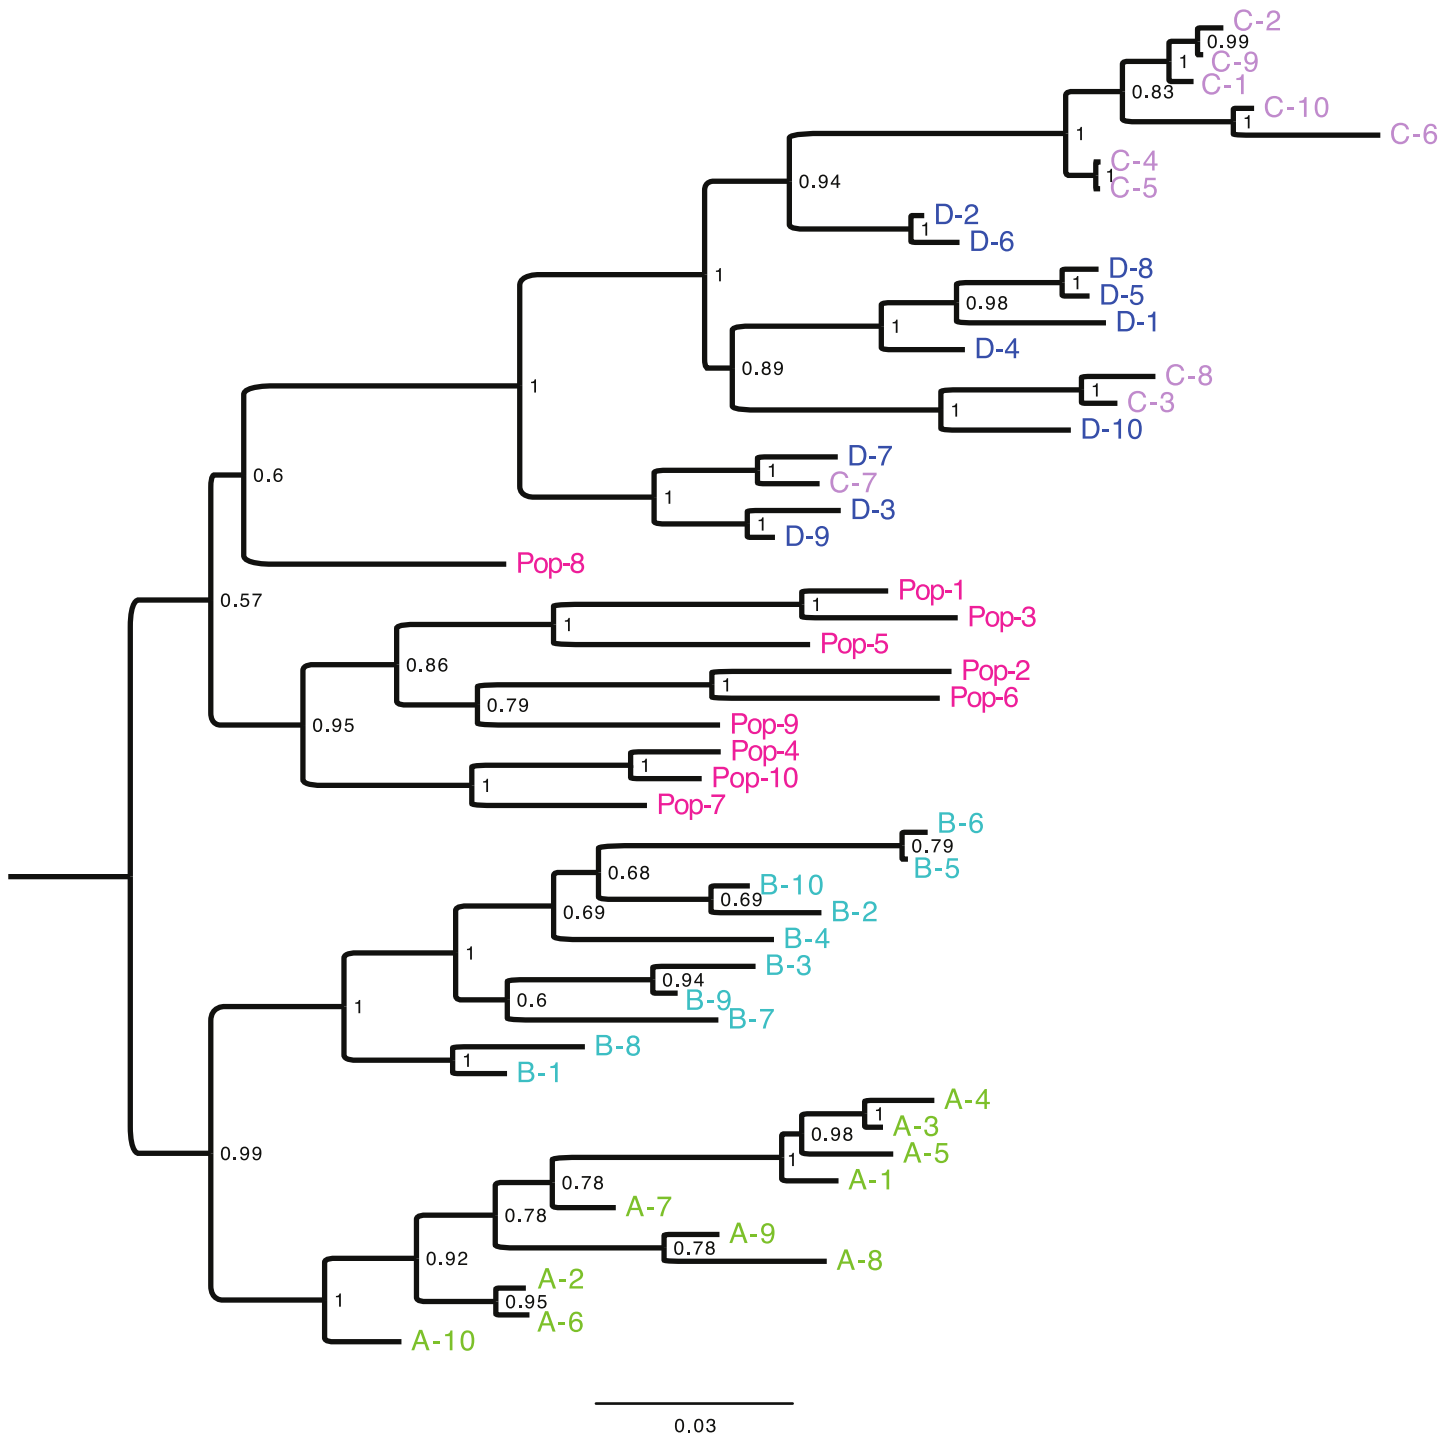 C-2
0.99
C-9
1
C-1
0.83
C-10
1
C-6
1
C-4
1
C-5
0.94
D-2
1
D-6
1
D-8
1
D-5
0.98
D-1
1
D-4
0.89
C-8
1
C-3
1
D-10
1
D-7
1
C-7
1
D-3
1
D-9
0.6
Pop-8
0.57
Pop-1
1
Pop-3
1
Pop-5
0.86
Pop-2
1
Pop-6
0.79
Pop-9
0.95
Pop-4
1
Pop-10
1
Pop-7
B-6
0.79
B-5
0.68
B-10
0.69
B-2
0.69
B-4
1
B-3
0.94
B-9
0.6
B-7
1
B-8
1
B-1
0.99
A-4
1
A-3
0.98
A-5
1
A-1
0.78
A-7
0.78
A-9
0.78
A-8
0.92
A-2
0.95
A-6
1
A-10
0.03